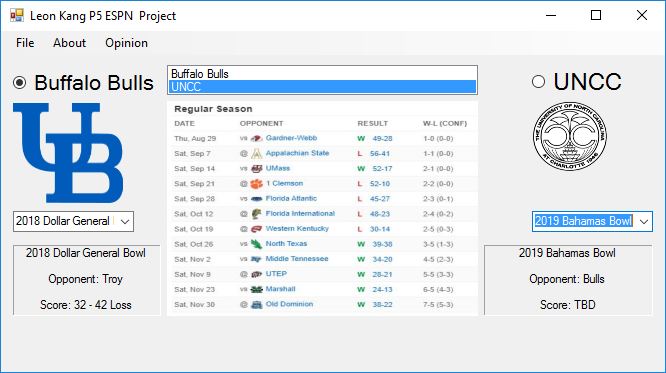 Leon Kang P5 ESPN Project
File About Opinion
Buffalo Bulls
UB
2018 Dollar General
2018 Dollar General Bowl
Opponent: Troy
Score: 32 - 42 Loss
Buffalo Bulls
UNCC
Regular Season
DATE OPPONENT RESULT W-L (CONF)
Thu, Aug 29 vs Gardner-Webb W 49-28 1-0 (0-0)
Sat, Sep 7 @ Appalachian State L 56-41 1-1 (0-0)
Sat, Sep 14 vs UMass W 52-17 2-1 (0-0)
Sat, Sep 21 @ 1 Clemson L 52-10 2-2 (0-0)
Sat, Sep 28 vs Florida Atlantic L 45-27 2-3 (0-1)
Sat, Oct 12 @ Florida International L 48-23 2-4 (0-2)
Sat, Oct 19 @ Western Kentucky L 30-14 2-5 (0-3)
Sat, Oct 26 vs North Texas W 39-38 3-5 (1-3)
Sat, Nov 2 vs Middle Tennessee W 34-20 4-5 (2-3)
Sat, Nov 9 @ UTEP W 28-21 5-5 (3-3)
Sat, Nov 23 vs Marshall W 24-13 6-5 (4-3)
Sat, Nov 30 @ Old Dominion W 38-22 7-5 (5-3)
UNCC
THE UNIVERSITY OF NORTH CAROLINA
AT CHARLOTTE 1946
2019 Bahamas Bowl
2019 Bahamas Bowl
Opponent: Bulls
Score: TBD